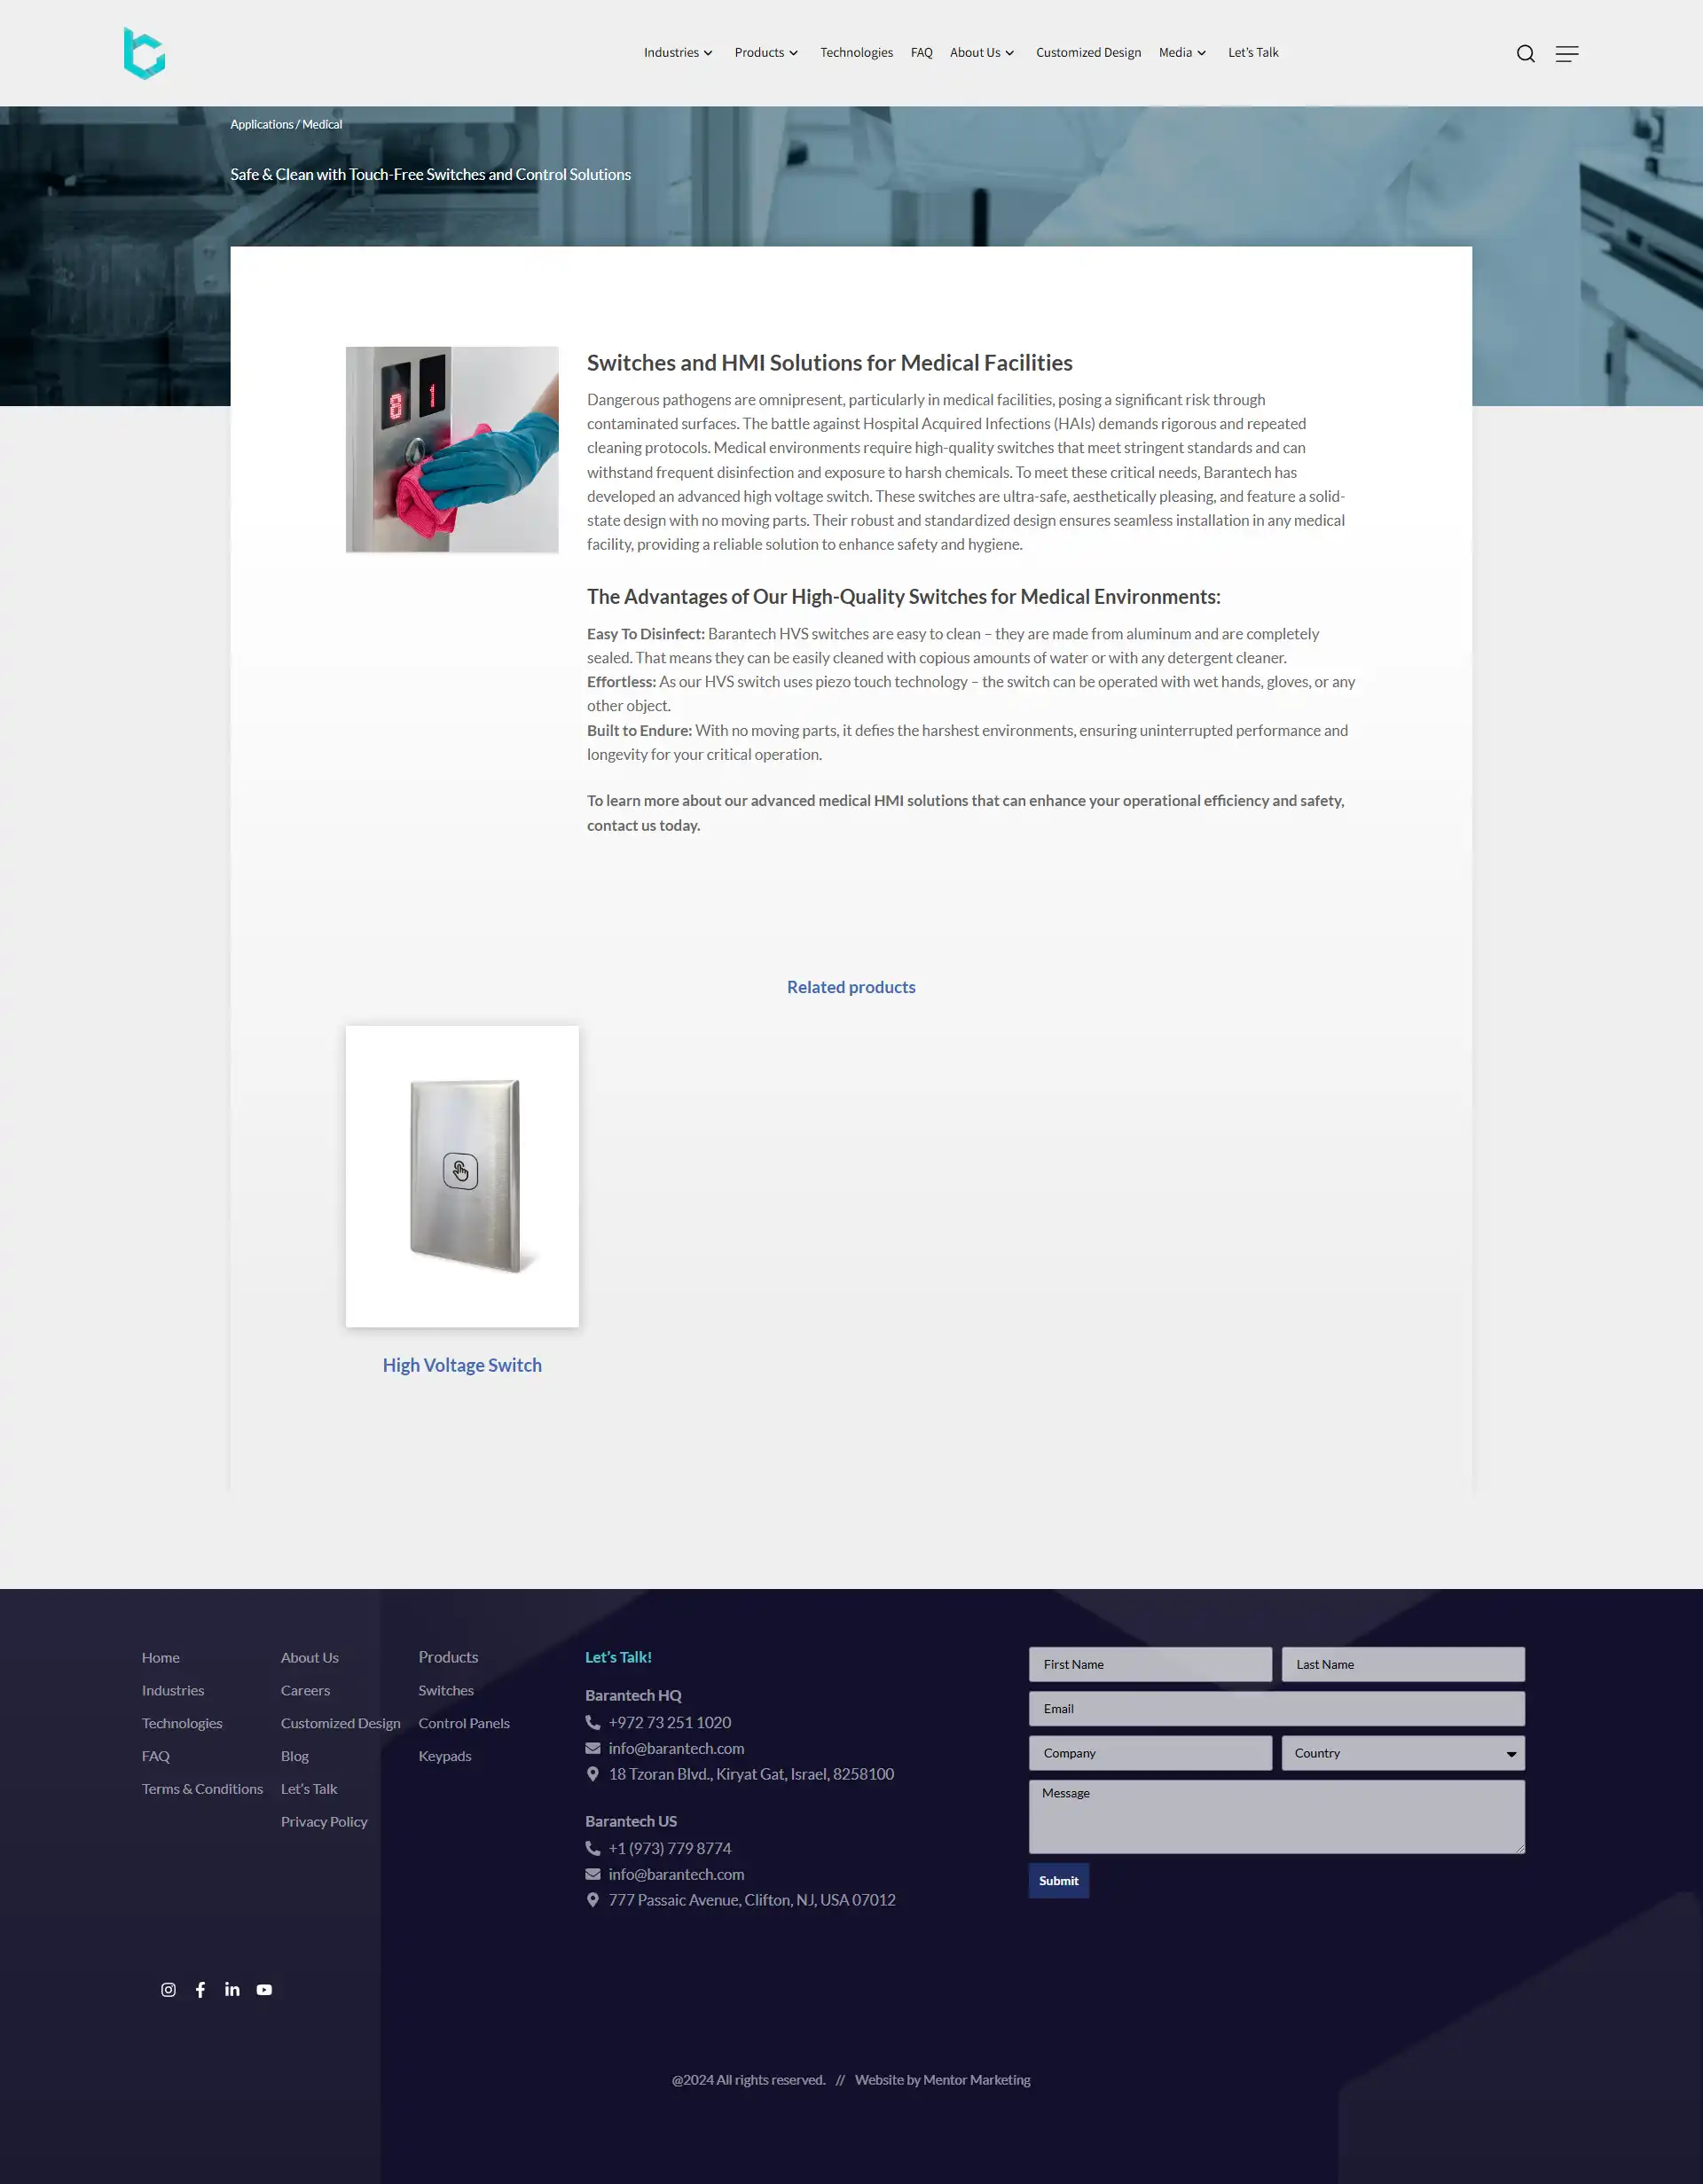 Industries Products Technologies FAQ About Us Customized Design Media Let's Talk
Applications / Medical
Safe & Clean with Touch-Free Switches and Control Solutions
8
Switches and HMI Solutions for Medical Facilities
Dangerous pathogens are omnipresent, particularly in medical facilities, posing a significant risk through
contaminated surfaces. The battle against Hospital Acquired Infections (HAIs) demands rigorous and repeated
cleaning protocols. Medical environments require high-quality switches that meet stringent standards and can
withstand frequent disinfection and exposure to harsh chemicals. To meet these critical needs, Barantech has
developed an advanced high voltage switch. These switches are ultra-safe, aesthetically pleasing, and feature a solid-
state design with no moving parts. Their robust and standardized design ensures seamless installation in any medical
facility, providing a reliable solution to enhance safety and hygiene.
The Advantages of Our High-Quality Switches for Medical Environments:
Easy To Disinfect: Barantech HVS switches are easy to clean – they are made from aluminum and are completely
sealed. That means they can be easily cleaned with copious amounts of water or with any detergent cleaner.
Effortless: As our HVS switch uses piezo touch technology – the switch can be operated with wet hands, gloves, or any
other object.
Built to Endure: With no moving parts, it defies the harshest environments, ensuring uninterrupted performance and
longevity for your critical operation.
To learn more about our advanced medical HMI solutions that can enhance your operational efficiency and safety,
contact us today.
Related products
High Voltage Switch
Home
Industries
Technologies
FAQ
Terms & Conditions
About Us
Careers
Customized Design
Blog
Let's Talk
Privacy Policy
Products
Switches
Control Panels
Keypads
Let's Talk!
Barantech HQ
+972 73 251 1020
info@barantech.com
18 Tzoran Blvd., Kiryat Gat, Israel, 8258100
Barantech US
+1 (973) 779 8774
info@barantech.com
777 Passaic Avenue, Clifton, NJ, USA 07012
First Name Last Name
Email
Company Country
Message
Submit
@2024 All rights reserved. // Website by Mentor Marketing